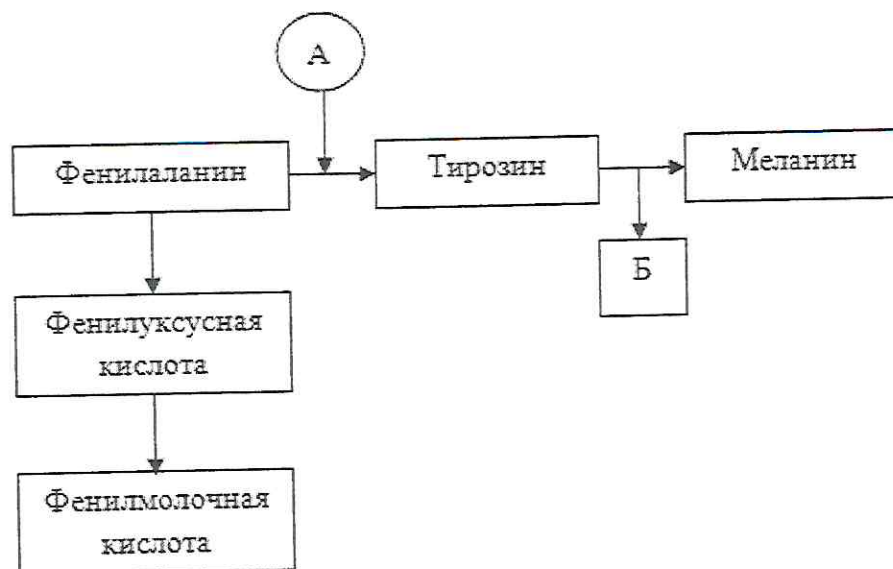 А
Фенилаланин
Тирозин
Меланин
Б
Фенилуксусная
кислота
Фенилмолочная
кислота